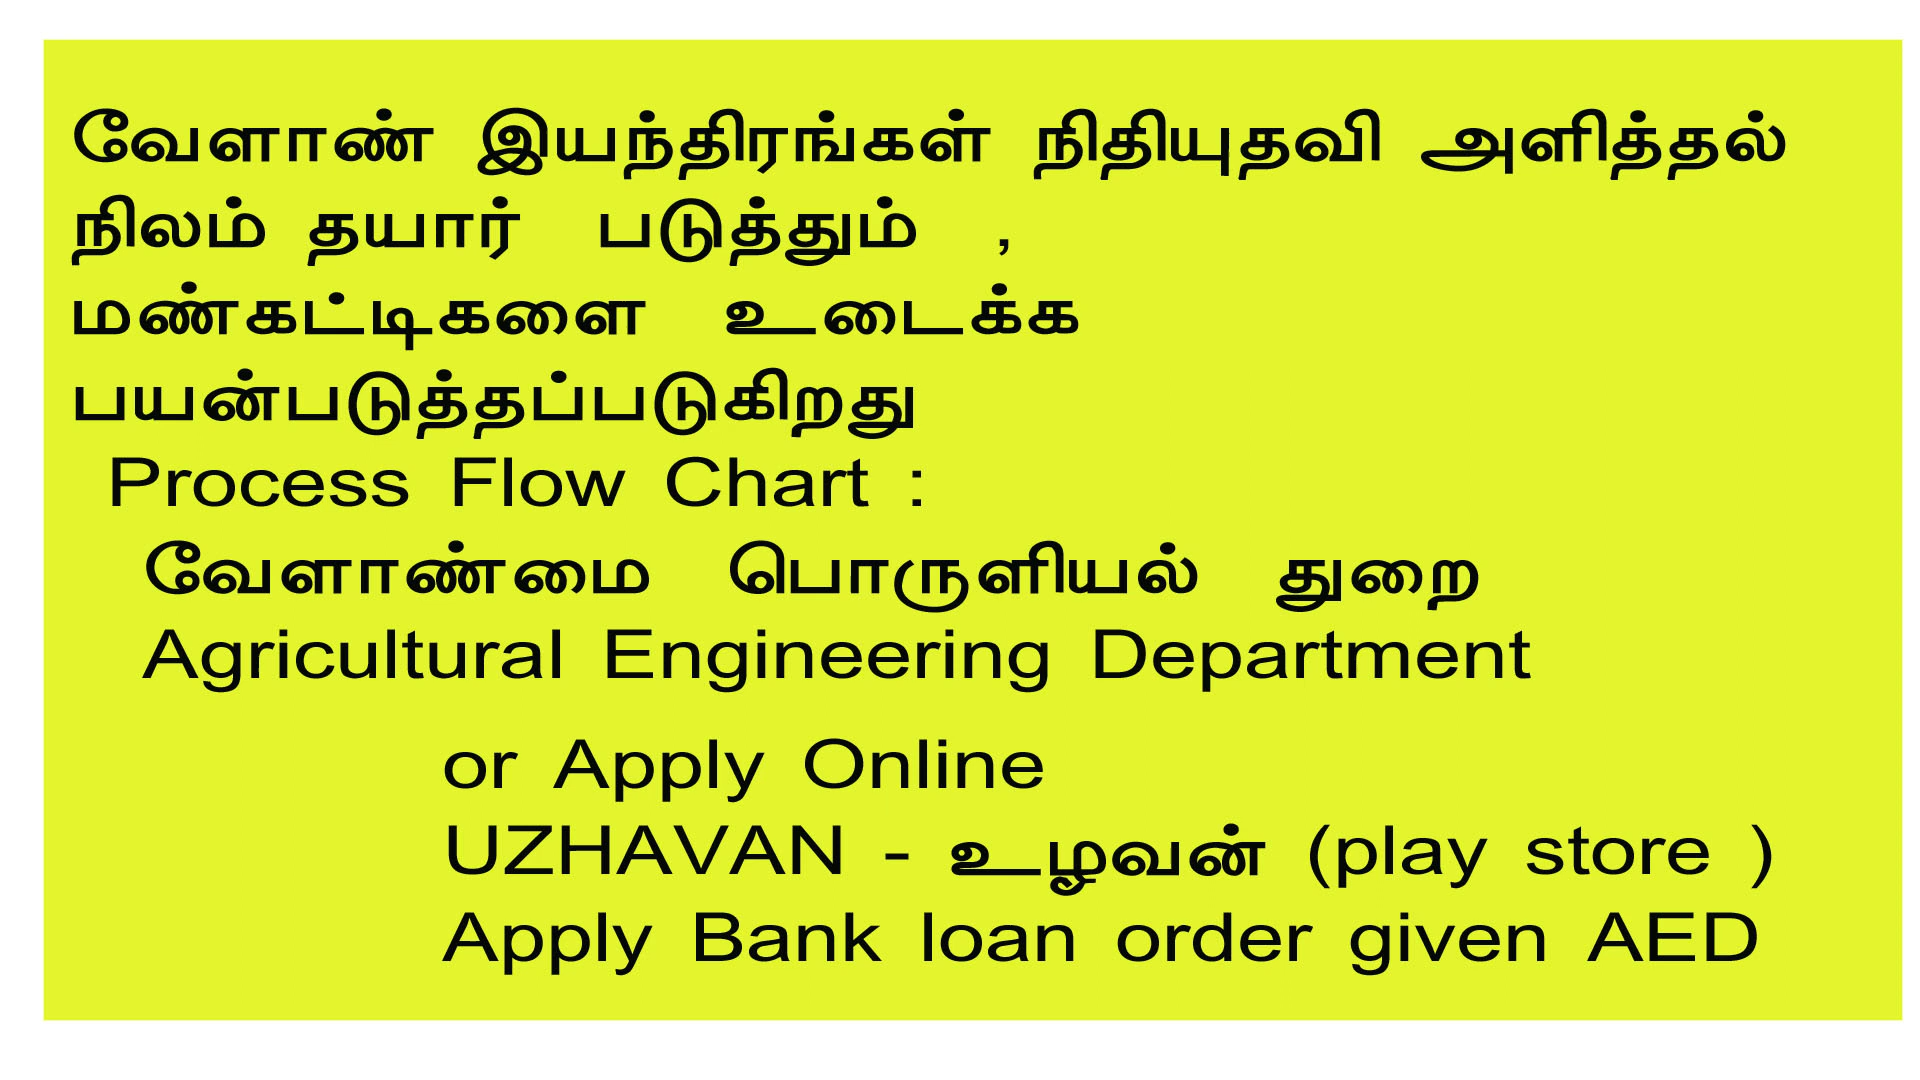 வேளாண் இயந்திரங்கள் நிதியுதவி அளித்தல்
நிலம் தயார் படுத்தும் ,
மண்கட்டிகளை உடைக்க
பயன்படுத்தப்படுகிறது
Process Flow Chart :
வேளாண்மை பொருளியல் துறை
Agricultural Engineering Department
or Apply Online
UZHAVAN - உழவன் (play store )
Apply Bank loan order given AED